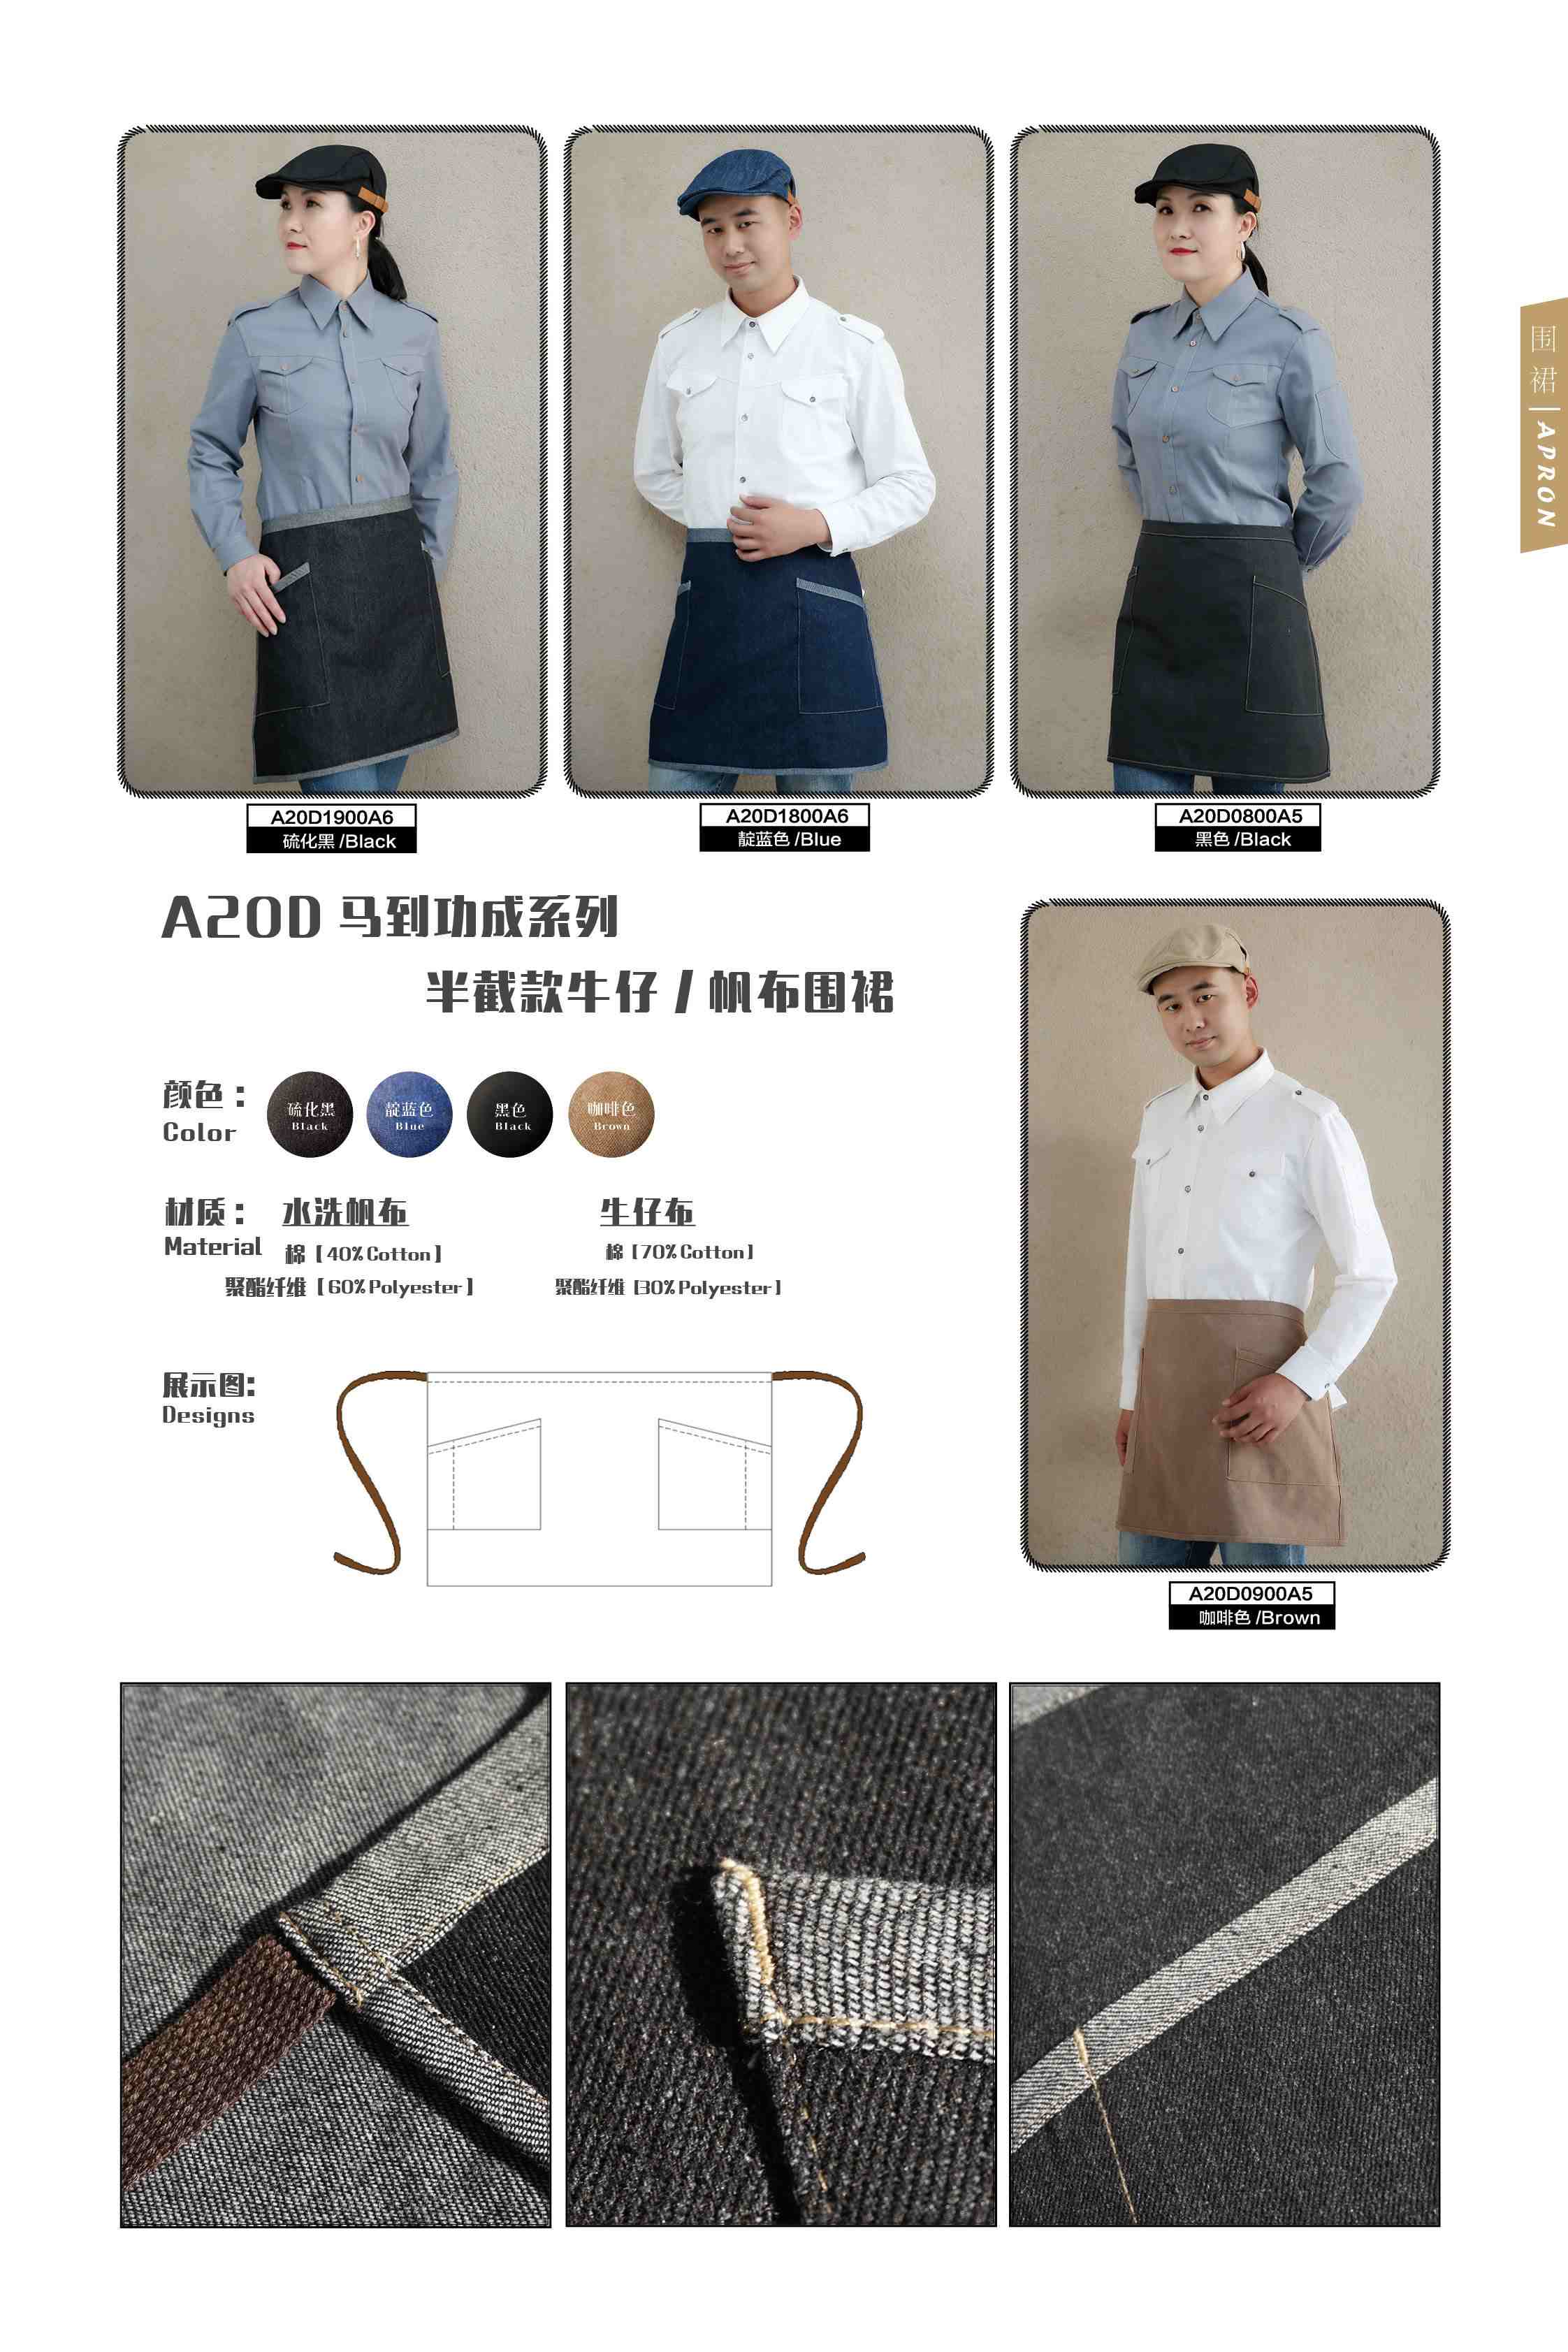 围裙 | APRON
A20D1900A6
硫化黑 /Black
A20D1800A6
靛蓝色 /Blue
A20D0800A5
黑色 /Black
A20D 马到功成系列
半截款牛仔 / 帆布围裙
颜色：
Color
硫化黑
Black
靛蓝色
Blue
黑色
Black
咖啡色
Brown
材质：
Material
水洗帆布
棉 [ 40% Cotton ]
聚酯纤维 [ 60% Polyester ]
牛仔布
棉 [ 70% Cotton ]
聚酯纤维 [30% Polyester ]
展示图:
Designs
A20D0900A5
咖啡色 /Brown